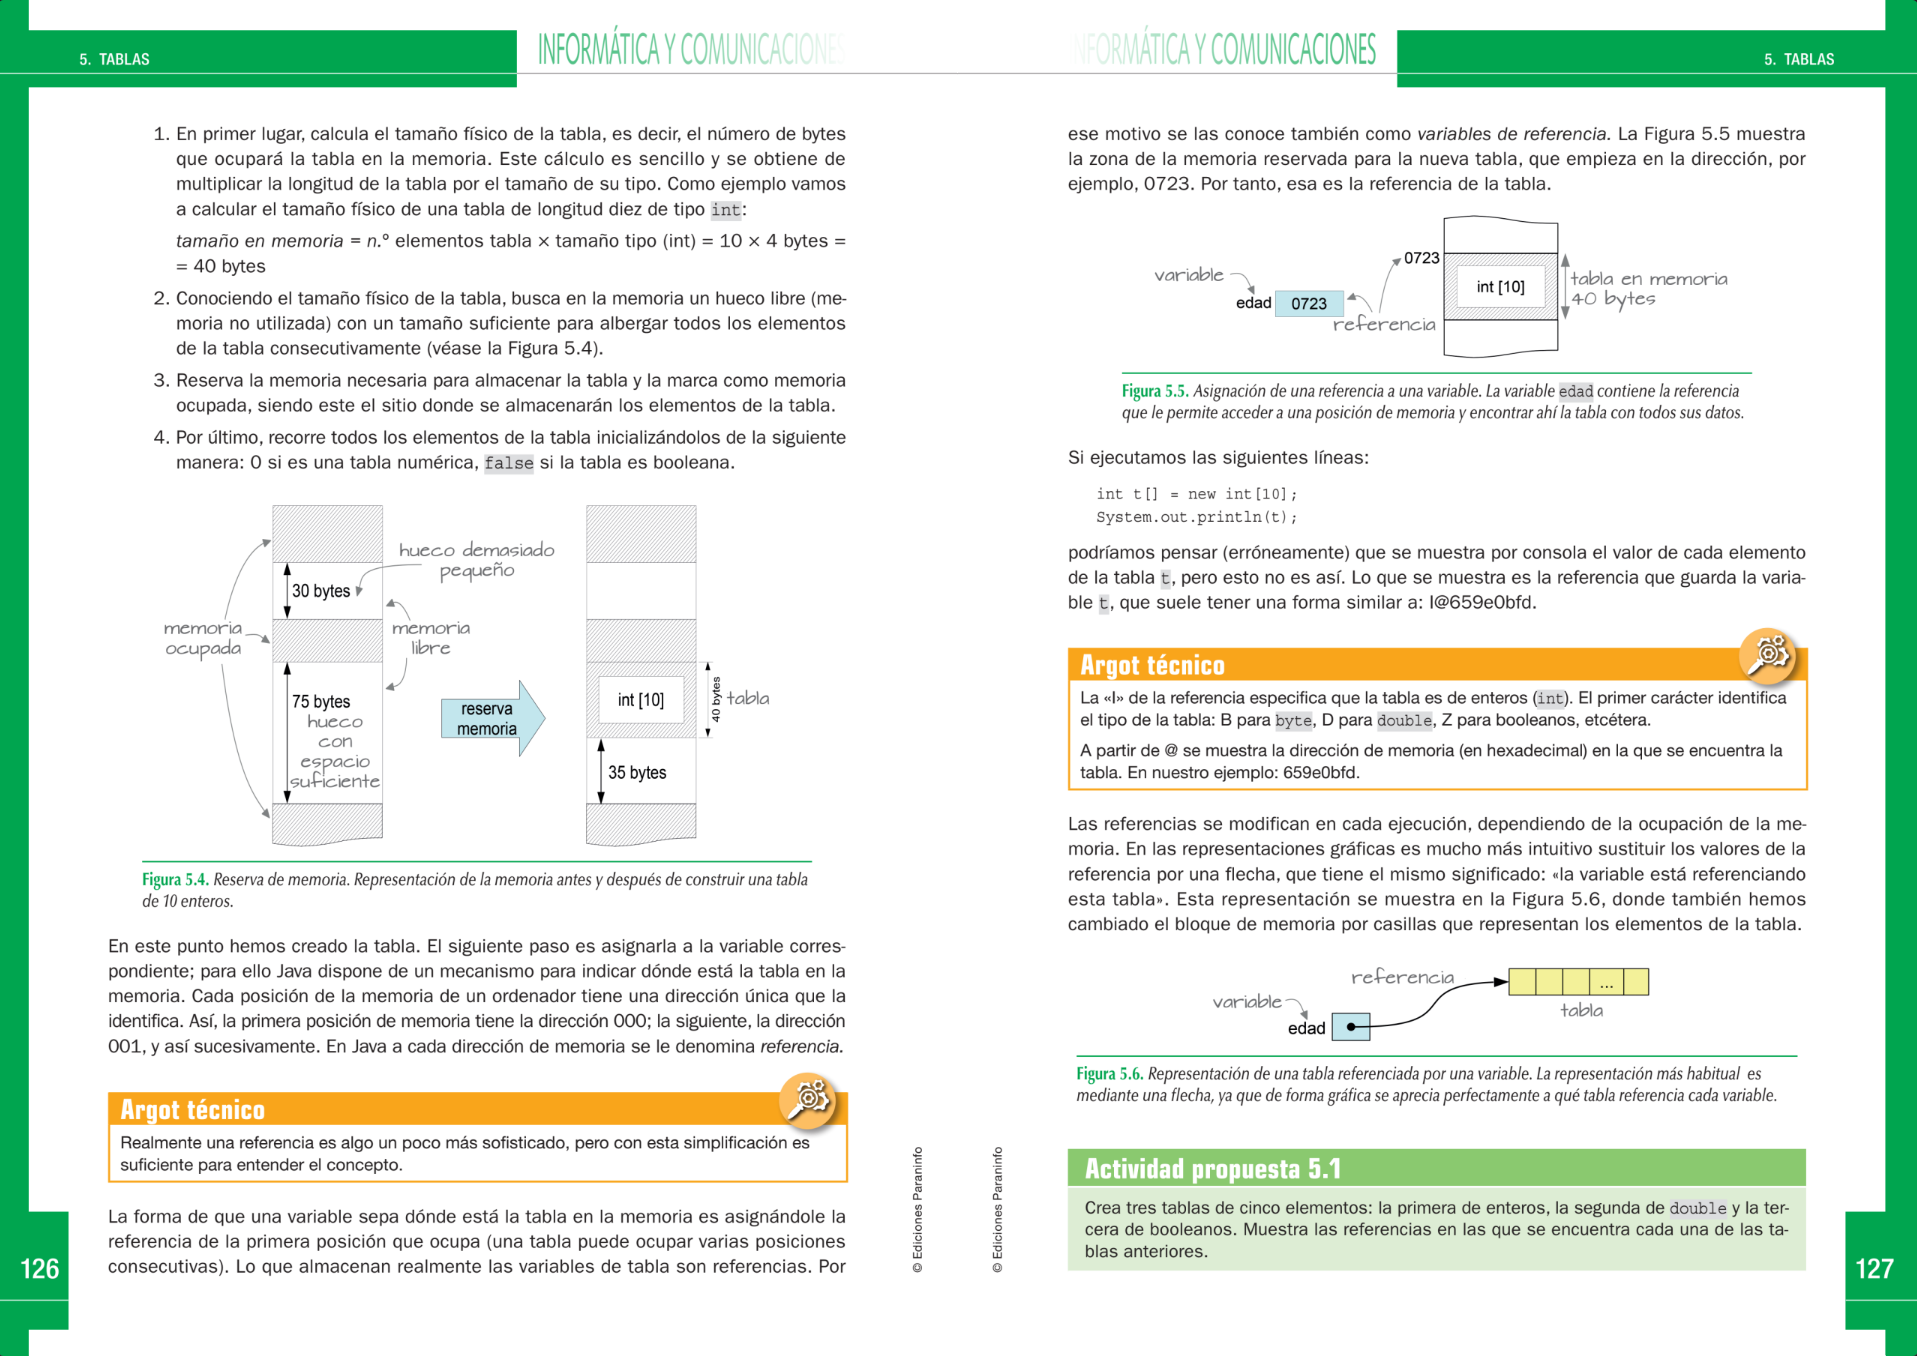 5. TABLAS
INFORMÁTICA Y COMUNICACIONES
1. En primer lugar, calcula el tamaño físico de la tabla, es decir, el número de bytes
que ocupará la tabla en la memoria. Este cálculo es sencillo y se obtiene de
multiplicar la longitud de la tabla por el tamaño de su tipo. Como ejemplo vamos
a calcular el tamaño físico de una tabla de longitud diez de tipo int:
tamaño en memoria = n.º elementos tabla × tamaño tipo (int) = 10 × 4 bytes =
= 40 bytes
2. Conociendo el tamaño físico de la tabla, busca en la memoria un hueco libre (me-
moria no utilizada) con un tamaño suficiente para albergar todos los elementos
de la tabla consecutivamente (véase la Figura 5.4).
3. Reserva la memoria necesaria para almacenar la tabla y la marca como memoria
ocupada, siendo este el sitio donde se almacenarán los elementos de la tabla.
4. Por último, recorre todos los elementos de la tabla inicializándolos de la siguiente
manera: 0 si es una tabla numérica, false si la tabla es booleana.
hueco demasiado
pequeño
30 bytes
memoria
ocupada
memoria
libre
75 bytes
hueco
con
espacio
suficiente
reserva
memoria
int [10]
40 bytes
tabla
35 bytes
Figura 5.4. Reserva de memoria. Representación de la memoria antes y después de construir una tabla
de 10 enteros.
En este punto hemos creado la tabla. El siguiente paso es asignarla a la variable corres-
pondiente; para ello Java dispone de un mecanismo para indicar dónde está la tabla en la
memoria. Cada posición de la memoria de un ordenador tiene una dirección única que la
identifica. Así, la primera posición de memoria tiene la dirección 000; la siguiente, la dirección
001, y así sucesivamente. En Java a cada dirección de memoria se le denomina referencia.
Argot técnico
Realmente una referencia es algo un poco más sofisticado, pero con esta simplificación es
suficiente para entender el concepto.
La forma de que una variable sepa dónde está la tabla en la memoria es asignándole la
referencia de la primera posición que ocupa (una tabla puede ocupar varias posiciones
consecutivas). Lo que almacenan realmente las variables de tabla son referencias. Por
126
© Ediciones Paraninfo
INFORMÁTICA Y COMUNICACIONES
5. TABLAS
ese motivo se las conoce también como variables de referencia. La Figura 5.5 muestra
la zona de la memoria reservada para la nueva tabla, que empieza en la dirección, por
ejemplo, 0723. Por tanto, esa es la referencia de la tabla.
variable
edad
0723
referencia
0723
int [10]
tabla en memoria
40 bytes
Figura 5.5. Asignación de una referencia a una variable. La variable edad contiene la referencia
que le permite acceder a una posición de memoria y encontrar ahí la tabla con todos sus datos.
Si ejecutamos las siguientes líneas:
int t[] = new int[10];
System.out.println(t);
podríamos pensar (erróneamente) que se muestra por consola el valor de cada elemento
de la tabla t, pero esto no es así. Lo que se muestra es la referencia que guarda la varia-
ble t, que suele tener una forma similar a: I@659e0bfd.
Argot técnico
La «I» de la referencia especifica que la tabla es de enteros (int). El primer carácter identifica
el tipo de la tabla: B para byte, D para double, Z para booleanos, etcétera.
A partir de @ se muestra la dirección de memoria (en hexadecimal) en la que se encuentra la
tabla. En nuestro ejemplo: 659e0bfd.
Las referencias se modifican en cada ejecución, dependiendo de la ocupación de la me-
moria. En las representaciones gráficas es mucho más intuitivo sustituir los valores de la
referencia por una flecha, que tiene el mismo significado: «la variable está referenciando
esta tabla». Esta representación se muestra en la Figura 5.6, donde también hemos
cambiado el bloque de memoria por casillas que representan los elementos de la tabla.
referencia
variable
edad
...
tabla
Figura 5.6. Representación de una tabla referenciada por una variable. La representación más habitual es
mediante una flecha, ya que de forma gráfica se aprecia perfectamente a qué tabla referencia cada variable.
Actividad propuesta 5.1
Crea tres tablas de cinco elementos: la primera de enteros, la segunda de double y la ter-
cera de booleanos. Muestra las referencias en las que se encuentra cada una de las ta-
blas anteriores.
© Ediciones Paraninfo
127